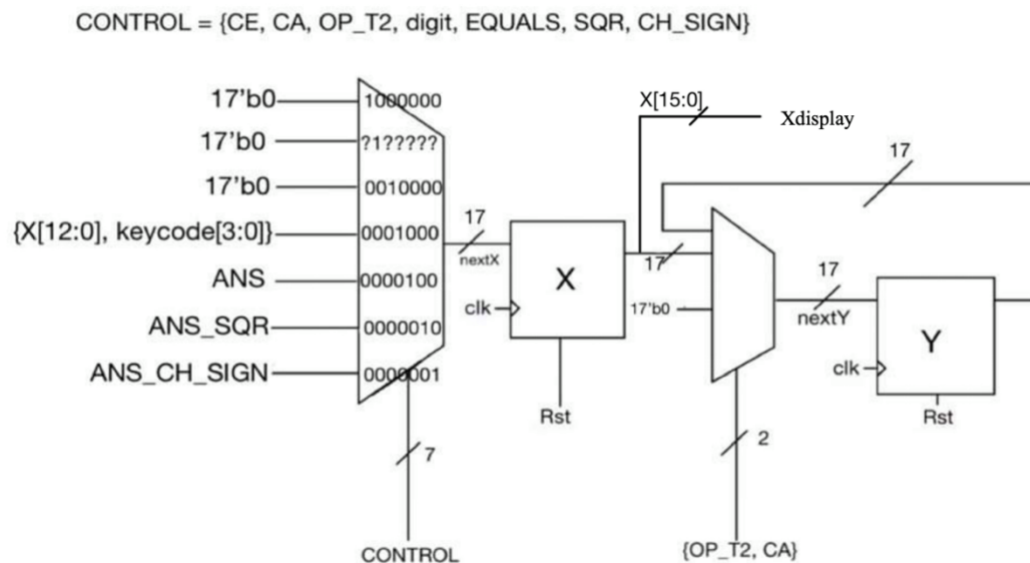 CONTROL = {CE, CA, OP_T2, digit, EQUALS, SQR, CH_SIGN}
17'b0 1000000
X[15:0]
Xdisplay
17'b0 ?1?????
17
17'b0 0010000
{X[12:0], keycode[3:0]} 0001000
17
nextX
X
17
ANS 0000100
17
clk
17'b0
nextY
ANS_SQR 0000010
Y
ANS_CH_SIGN 0000001
clk
Rst
Rst
7
2
CONTROL
{OP_T2, CA}